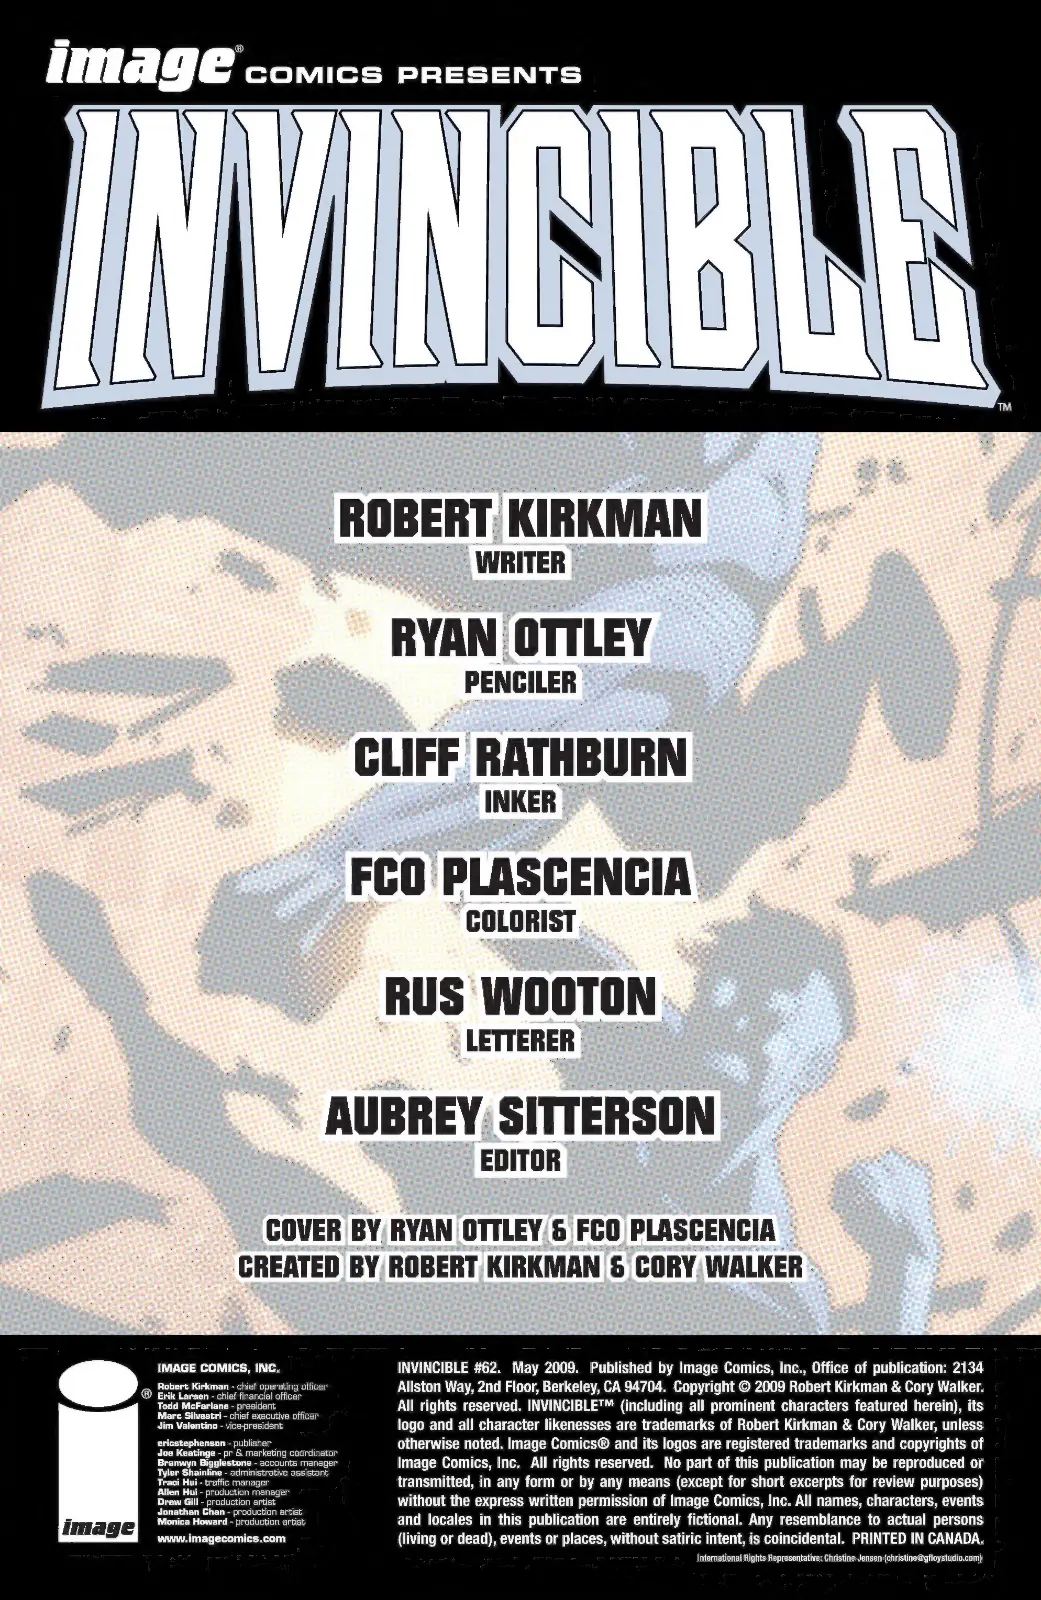 image® COMICS PRESENTS
INVINCIBLE™
ROBERT KIRKMAN
WRITER
RYAN OTTLEY
PENCILER
CLIFF RATHBURN
INKER
FCO PLASCENCIA
COLORIST
RUS WOOTON
LETTERER
AUBREY SITTERSON
EDITOR
COVER BY RYAN OTTLEY & FCO PLASCENCIA
CREATED BY ROBERT KIRKMAN & CORY WALKER
®
image
IMAGE COMICS, INC.
Robert Kirkman - chief operating officer
Erik Larsen - chief financial officer
Todd McFarlane - president
Marc Silvestri - chief executive officer
Jim Valentino - vice-president
ericstephenson - publisher
Joe Keatinge - pr & marketing coordinator
Branwyn Bigglestone - accounts manager
Tyler Shainline - administrative assistant
Traci Hui - traffic manager
Allen Hui - production manager
Drew Gill - production artist
Jonathan Chan - production artist
Monica Howard - production artist
www.imagecomics.com
INVINCIBLE #62. May 2009. Published by Image Comics, Inc., Office of publication: 2134
Allston Way, 2nd Floor, Berkeley, CA 94704. Copyright © 2009 Robert Kirkman & Cory Walker.
All rights reserved. INVINCIBLE™ (including all prominent characters featured herein), its
logo and all character likenesses are trademarks of Robert Kirkman & Cory Walker, unless
otherwise noted. Image Comics® and its logos are registered trademarks and copyrights of
Image Comics, Inc. All rights reserved. No part of this publication may be reproduced or
transmitted, in any form or by any means (except for short excerpts for review purposes)
without the express written permission of Image Comics, Inc. All names, characters, events
and locales in this publication are entirely fictional. Any resemblance to actual persons
(living or dead), events or places, without satiric intent, is coincidental. PRINTED IN CANADA.
International Rights Representative: Christine Jensen (christine@gfloystudio.com)